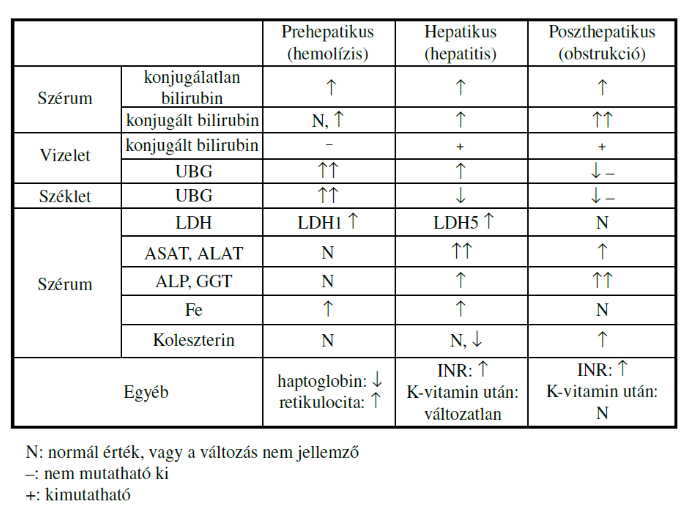 Prehepatikus (hemolízis) Hepatikus (hepatitis) Poszthepatikus (obstrukció)
Szérum konjugálatlan bilirubin ↑ ↑ ↑
konjugált bilirubin N, ↑ ↑ ↑↑
Vizelet konjugált bilirubin – + +
UBG ↑↑ ↑ ↓ –
Széklet UBG ↑↑ ↓ ↓ –
Szérum LDH LDH1 ↑ LDH5 ↑ N
ASAT, ALAT N ↑↑ ↑
ALP, GGT N ↑ ↑↑
Fe ↑ ↑ N
Koleszterin N N, ↓ ↑
Egyéb haptoglobin: ↓ retikulocita: ↑ INR: ↑ K-vitamin után: változatlan INR: ↑ K-vitamin után: N
N: normál érték, vagy a változás nem jellemző
–: nem mutatható ki
+: kimutatható